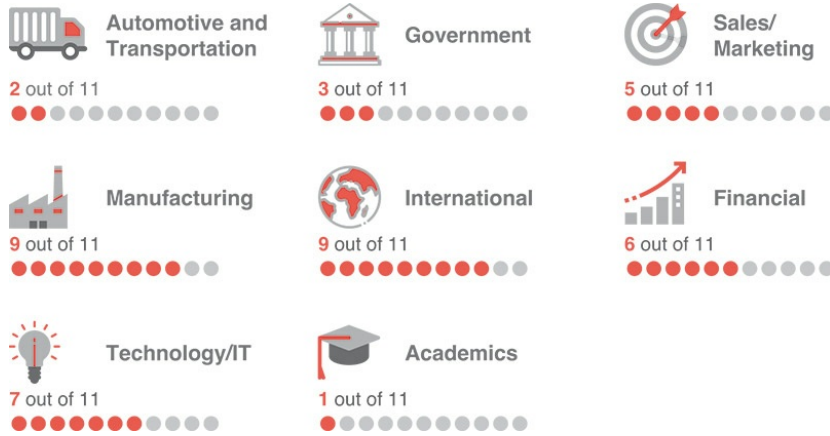 Automotive and
Transportation
2 out of 11
Government
3 out of 11
Sales/
Marketing
5 out of 11
Manufacturing
9 out of 11
International
9 out of 11
Financial
6 out of 11
Technology/IT
7 out of 11
Academics
1 out of 11